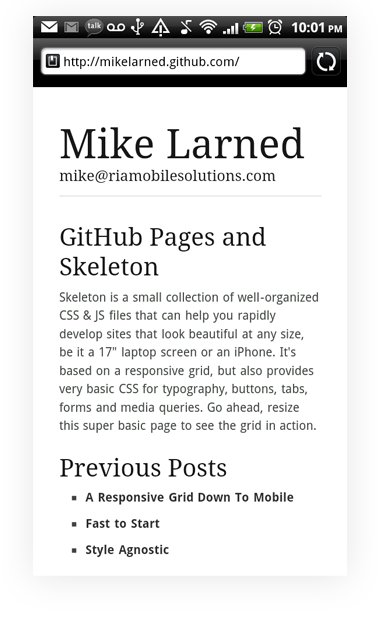 talk
10:01 PM
http://mikelarned.github.com/
Mike Larned
mike@riamobilesolutions.com
GitHub Pages and
Skeleton
Skeleton is a small collection of well-organized
CSS & JS files that can help you rapidly
develop sites that look beautiful at any size,
be it a 17" laptop screen or an iPhone. It's
based on a responsive grid, but also provides
very basic CSS for typography, buttons, tabs,
forms and media queries. Go ahead, resize
this super basic page to see the grid in action.
Previous Posts
▪ A Responsive Grid Down To Mobile
▪ Fast to Start
▪ Style Agnostic